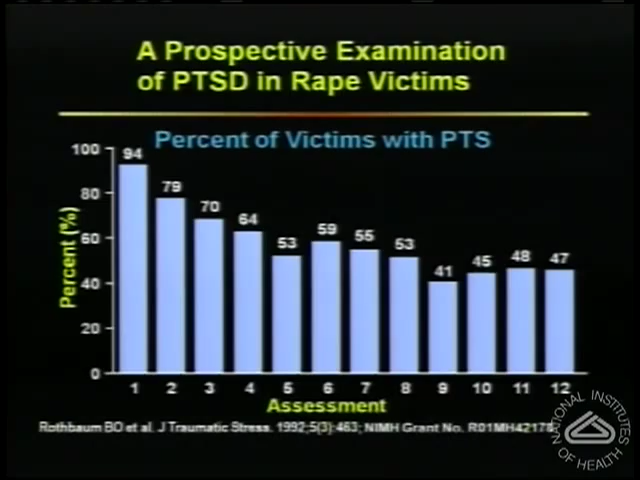 A Prospective Examination
of PTSD in Rape Victims
Percent of Victims with PTS
Percent (%)
100
80
60
40
20
0
94
79
70
64
53
59
55
53
41
45
48
47
1 2 3 4 5 6 7 8 9 10 11 12
Assessment
Rothbaum BO et al. J Traumatic Stress. 1992;5(3):463; NIMH Grant No.
NATIONAL INSTITUTES
OF HEALTH